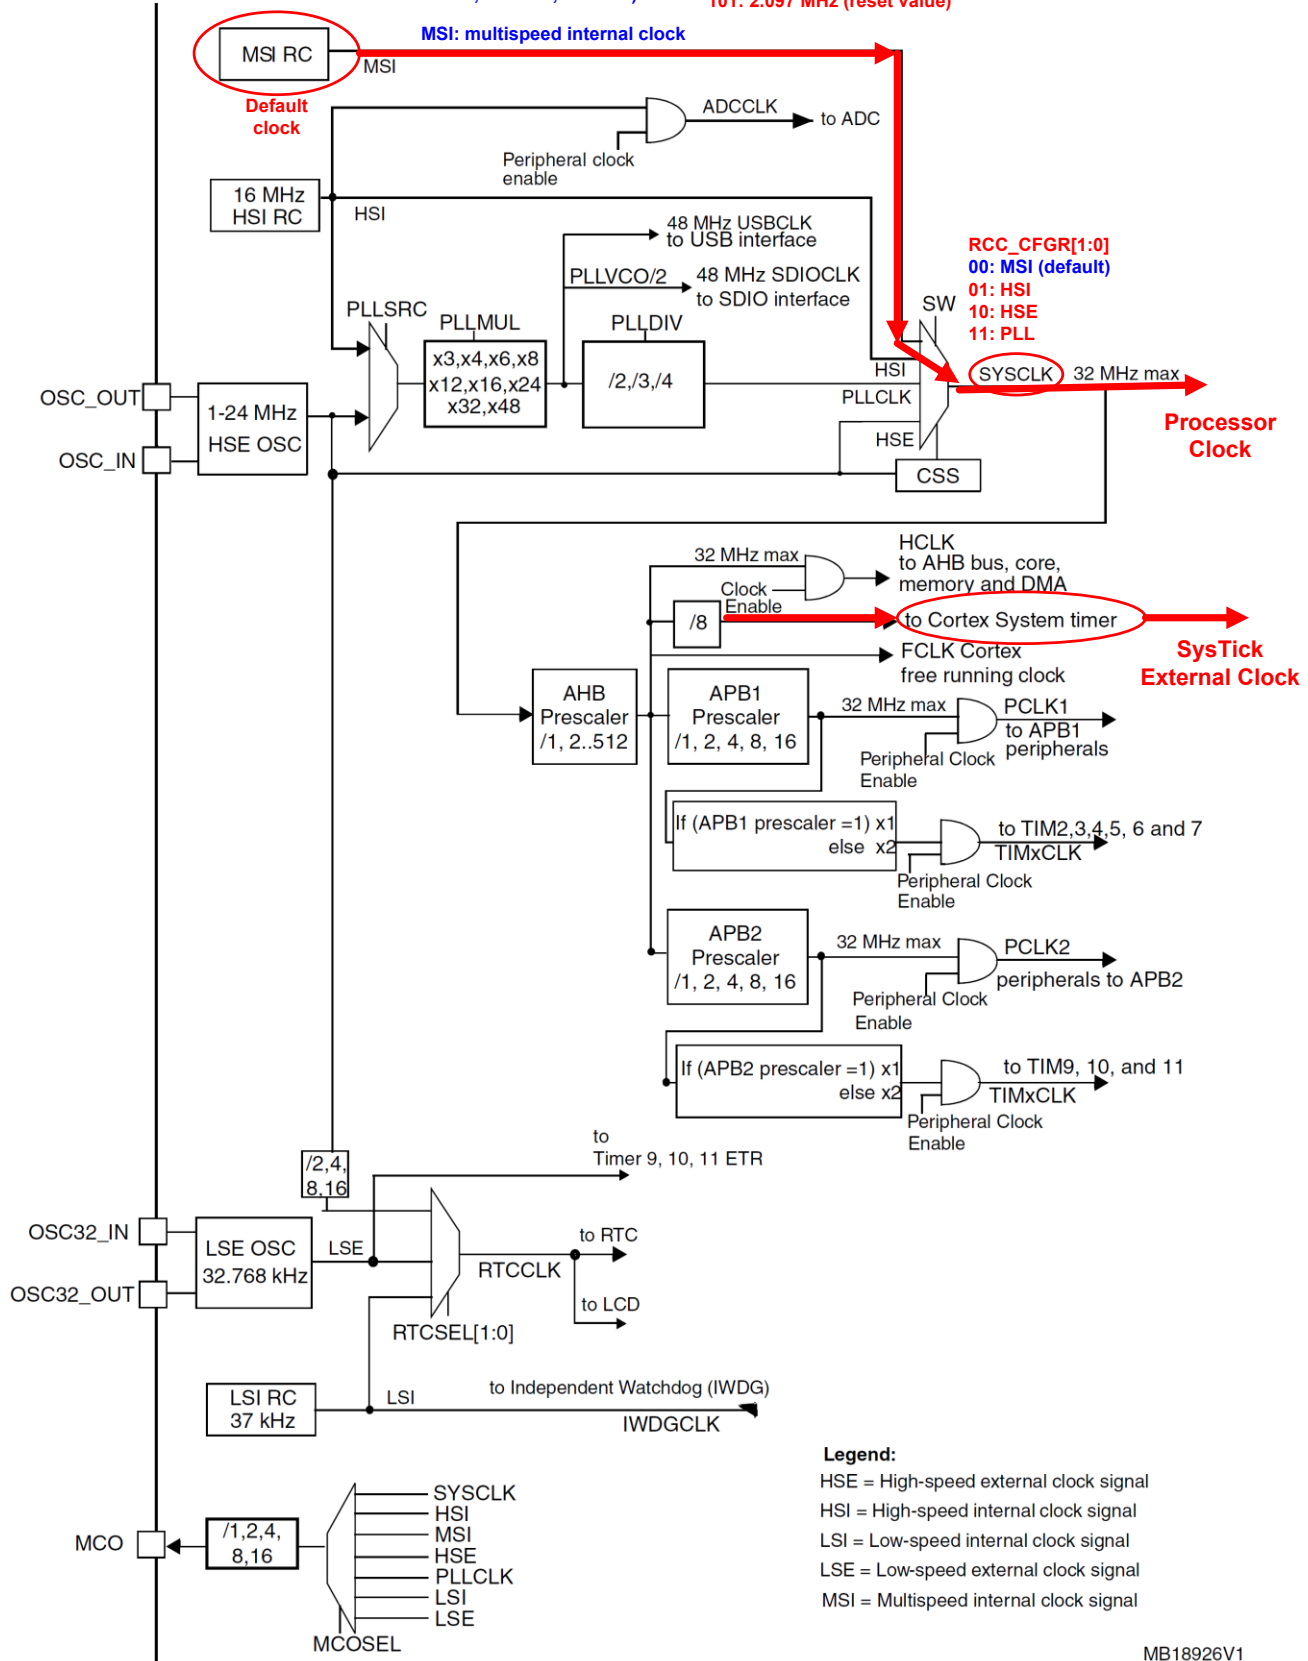 101: 2.097 MHz (reset value)
MSI: multispeed internal clock
MSI RC
MSI
Default
clock
ADCCLK
to ADC
Peripheral clock
enable
16 MHz
HSI RC
HSI
48 MHz USBCLK
to USB interface
PLLVCO/2
48 MHz SDIOCLK
to SDIO interface
RCC_CFGR[1:0]
00: MSI (default)
01: HSI
10: HSE
11: PLL
PLLSRC
PLLMUL
PLLDIV
SW
x3,x4,x6,x8
x12,x16,x24
x32,x48
/2,/3,/4
HSI
PLLCLK
HSE
SYSCLK
32 MHz max
OSC_OUT
OSC_IN
1-24 MHz
HSE OSC
CSS
Processor
Clock
32 MHz max
HCLK
to AHB bus, core,
memory and DMA
Clock
Enable
/8
to Cortex System timer
SysTick
External Clock
FCLK Cortex
free running clock
AHB
Prescaler
/1, 2..512
APB1
Prescaler
/1, 2, 4, 8, 16
32 MHz max
PCLK1
to APB1
peripherals
Peripheral Clock
Enable
If (APB1 prescaler =1) x1
else x2
to TIM2,3,4,5, 6 and 7
TIMxCLK
Peripheral Clock
Enable
APB2
Prescaler
/1, 2, 4, 8, 16
32 MHz max
PCLK2
peripherals to APB2
Peripheral Clock
Enable
If (APB2 prescaler =1) x1
else x2
to TIM9, 10, and 11
TIMxCLK
Peripheral Clock
Enable
to
Timer 9, 10, 11 ETR
/2,4,
8,16
OSC32_IN
OSC32_OUT
LSE OSC
32.768 kHz
LSE
RTCCLK
to RTC
to LCD
RTCSEL[1:0]
LSI RC
37 kHz
LSI
to Independent Watchdog (IWDG)
IWDGCLK
Legend:
HSE = High-speed external clock signal
HSI = High-speed internal clock signal
LSI = Low-speed internal clock signal
LSE = Low-speed external clock signal
MSI = Multispeed internal clock signal
MCO
/1,2,4,
8,16
SYSCLK
HSI
MSI
HSE
PLLCLK
LSI
LSE
MCOSEL
MB18926V1